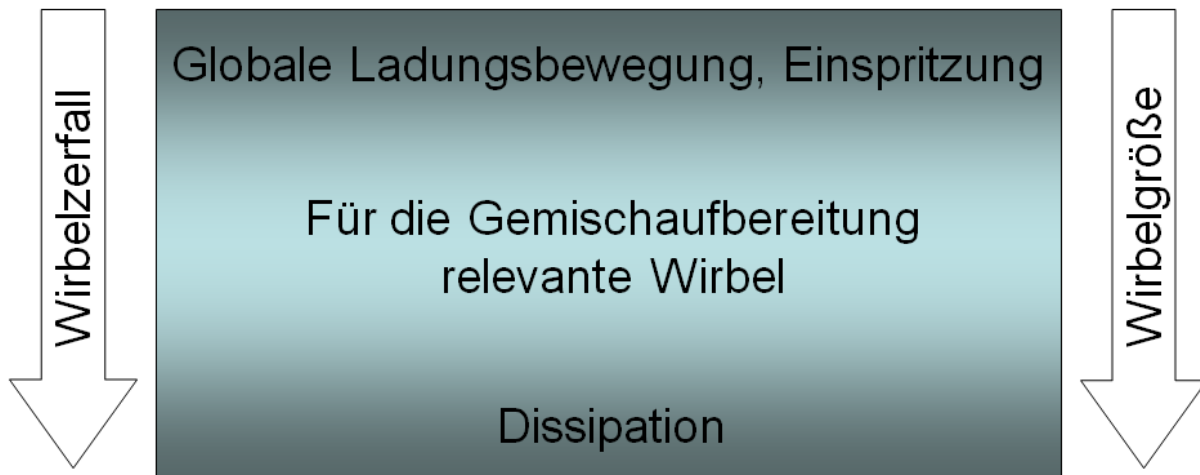 Wirbelzerfall
Globale Ladungsbewegung, Einspritzung
Für die Gemischaufbereitung
relevante Wirbel
Dissipation
Wirbelgröße